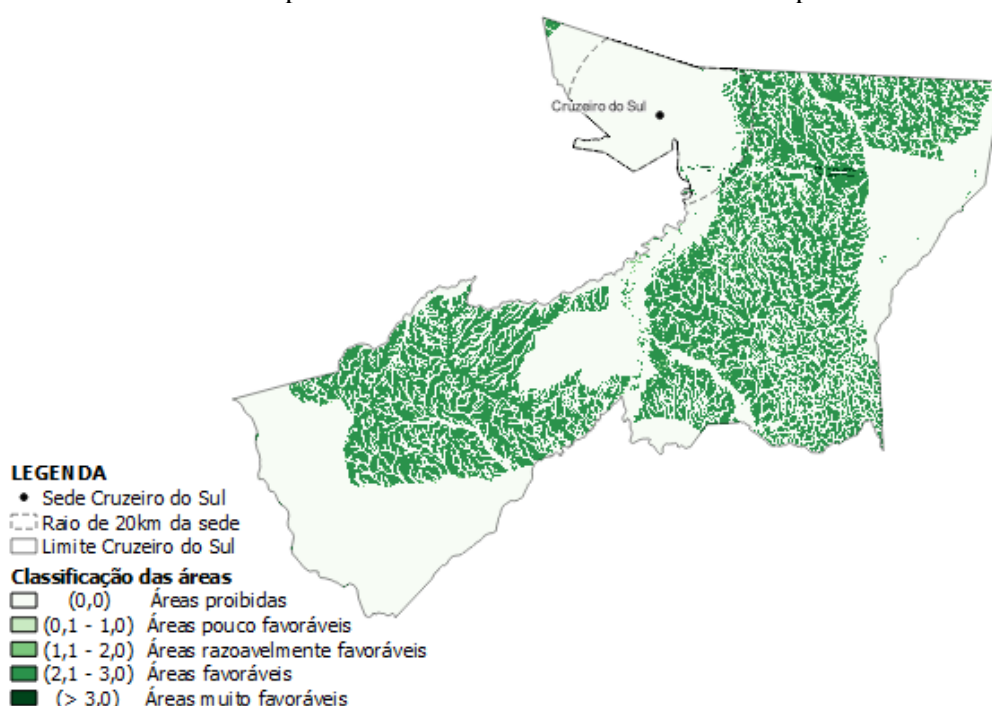 Cruzeiro do Sul
LEGENDA
Sede Cruzeiro do Sul
Raio de 20km da sede
Limite Cruzeiro do Sul
Classificação das áreas
(0,0) Áreas proibidas
(0,1 - 1,0) Áreas pouco favoráveis
(1,1 - 2,0) Áreas razoavelmente favoráveis
(2,1 - 3,0) Áreas favoráveis
(> 3,0) Áreas muito favoráveis